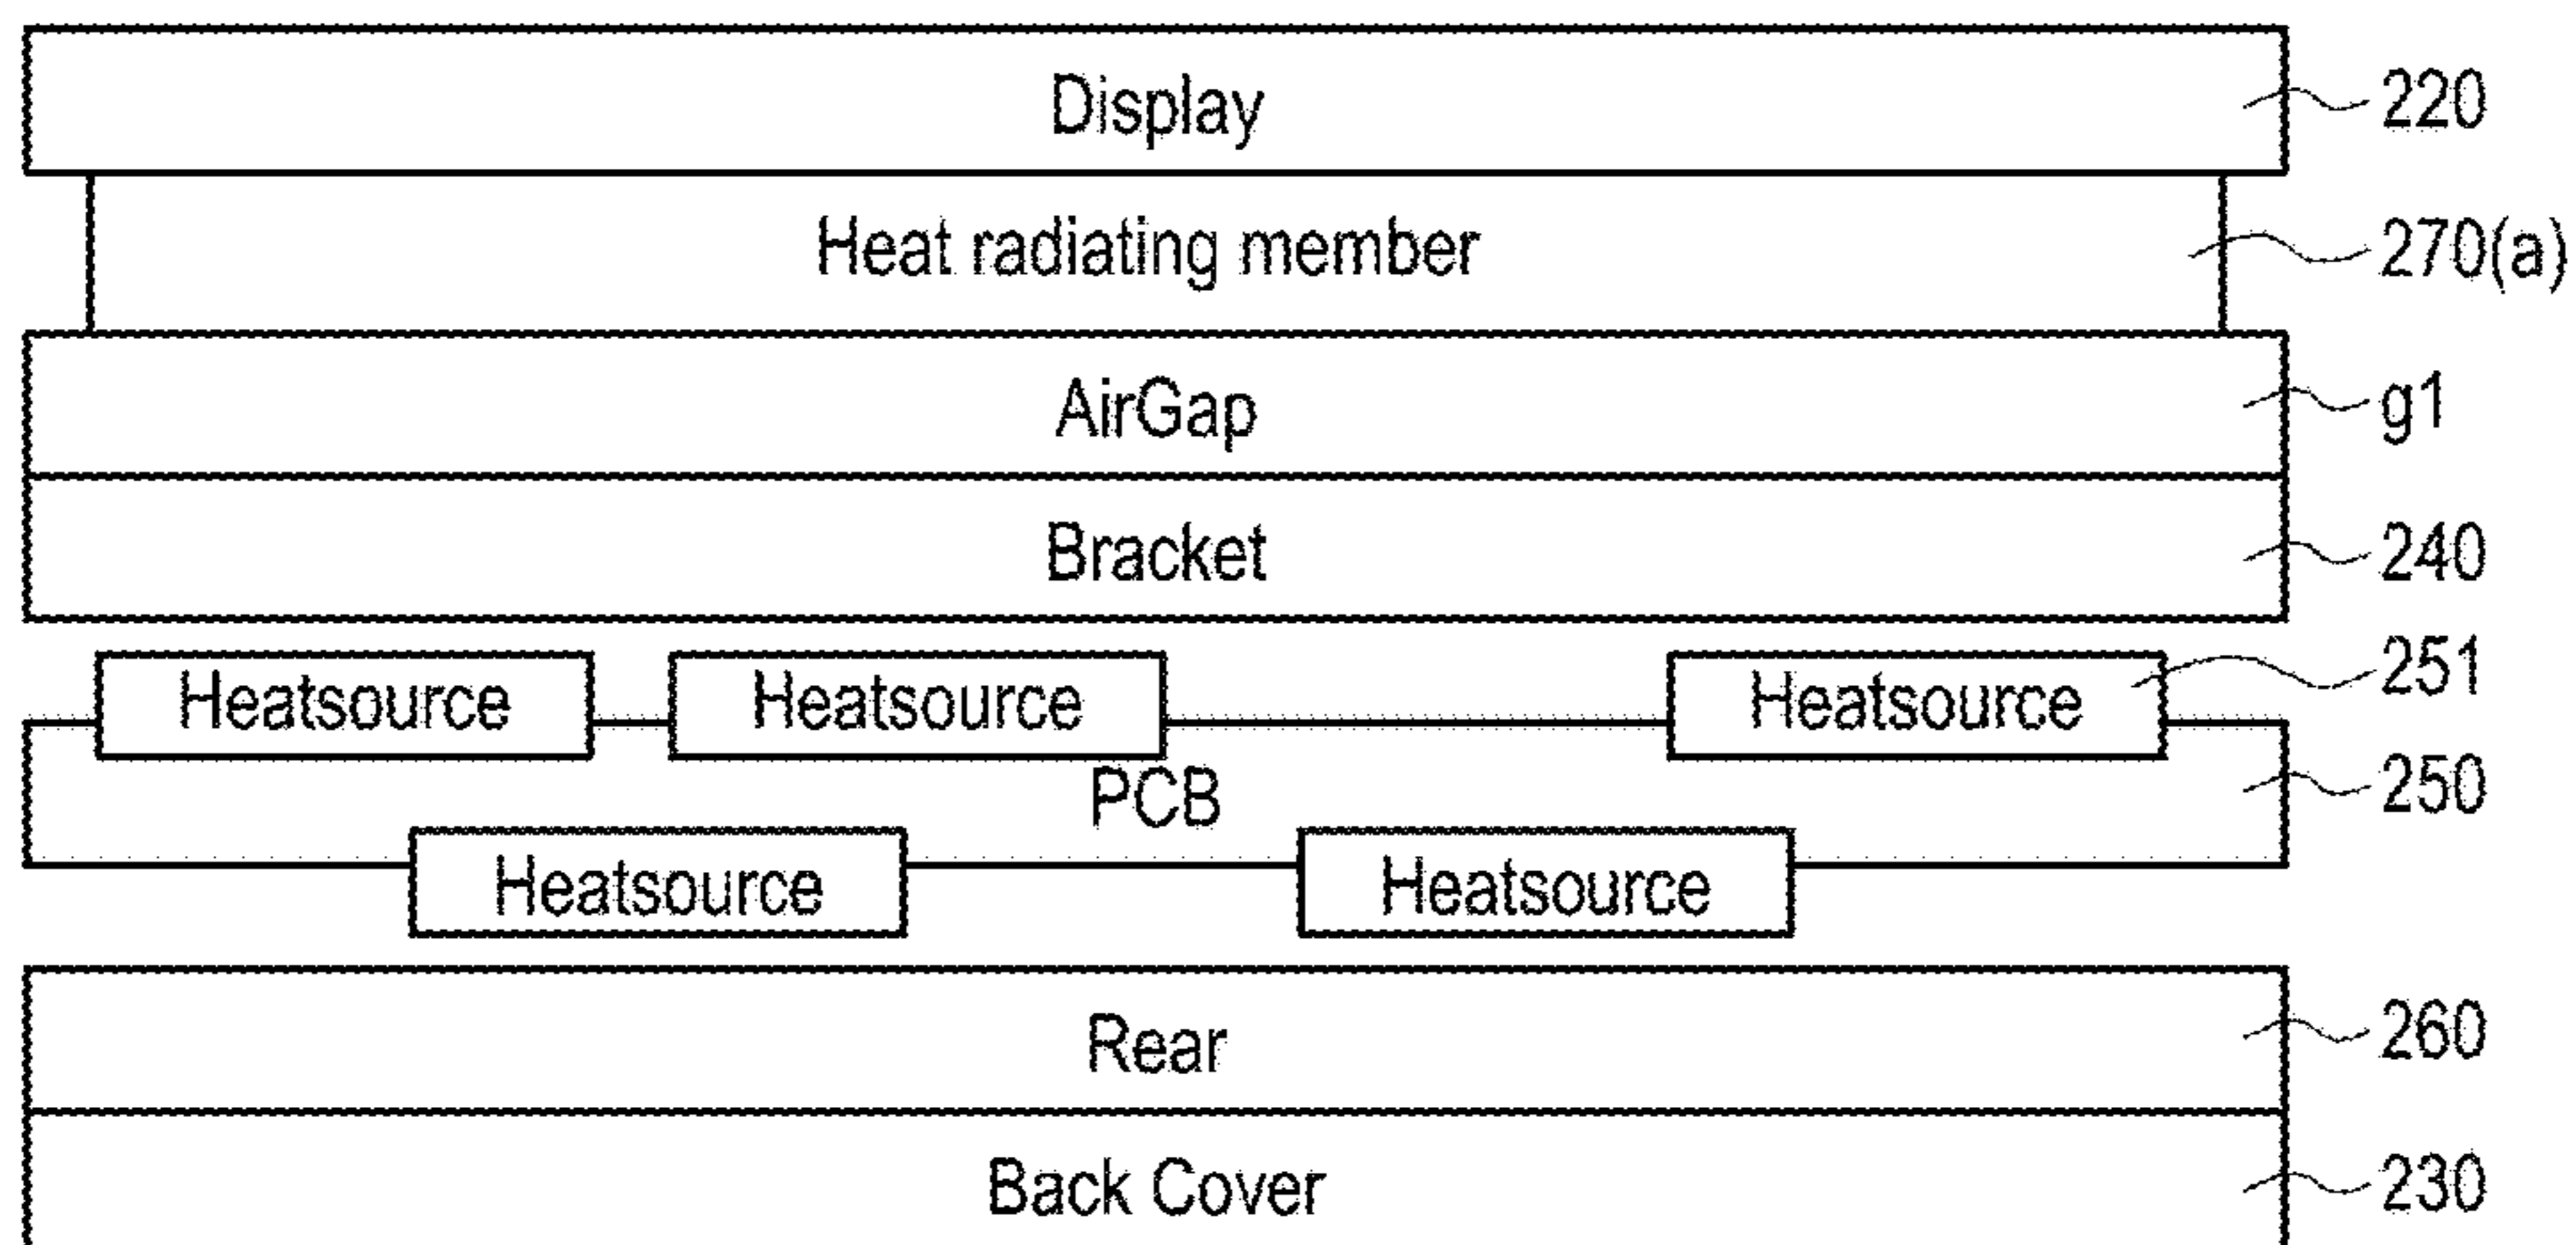 Display 220
Heat radiating member 270(a)
AirGap g1
Bracket 240
Heatsource Heatsource Heatsource 251
PCB 250
Heatsource Heatsource
Rear 260
Back Cover 230